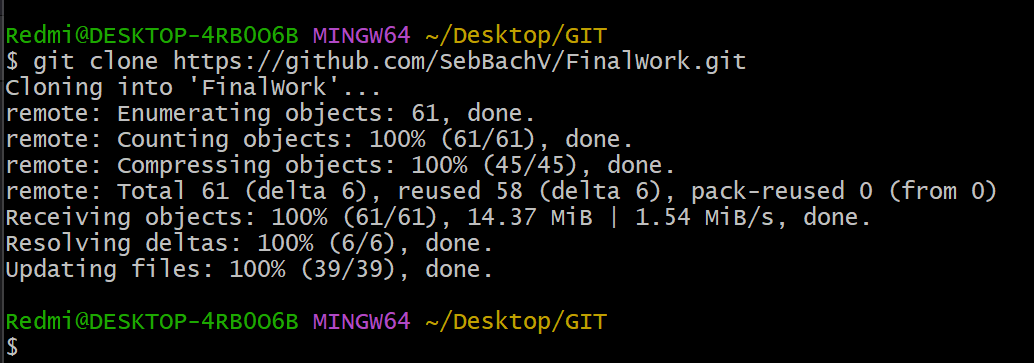 Redmi@DESKTOP-4RB0O6B MINGW64 ~/Desktop/GIT
$ git clone https://github.com/SebBachV/FinalWork.git
Cloning into 'FinalWork'...
remote: Enumerating objects: 61, done.
remote: Counting objects: 100% (61/61), done.
remote: Compressing objects: 100% (45/45), done.
remote: Total 61 (delta 6), reused 58 (delta 6), pack-reused 0 (from 0)
Receiving objects: 100% (61/61), 14.37 MiB | 1.54 MiB/s, done.
Resolving deltas: 100% (6/6), done.
Updating files: 100% (39/39), done.
Redmi@DESKTOP-4RB0O6B MINGW64 ~/Desktop/GIT
$